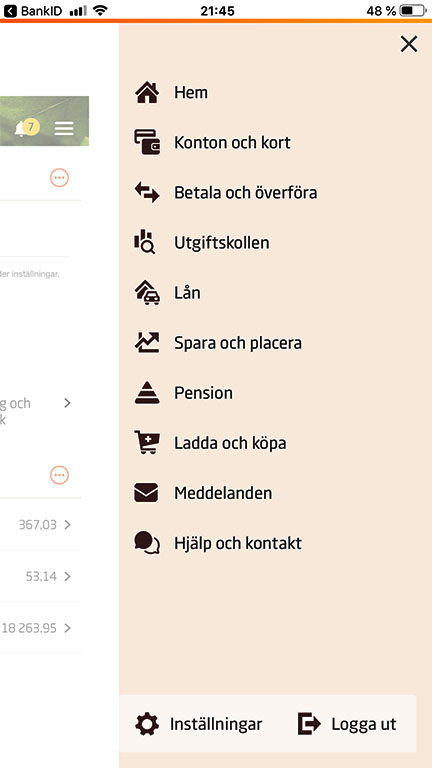 BankID
21:45
48 %
7
Hem
Konton och kort
Betala och överföra
Utgiftskollen
der inställningar.
Lån
Spara och placera
Pension
g och
k
Ladda och köpa
Meddelanden
367,03
Hjälp och kontakt
53,14
18 263,95
Inställningar
Logga ut